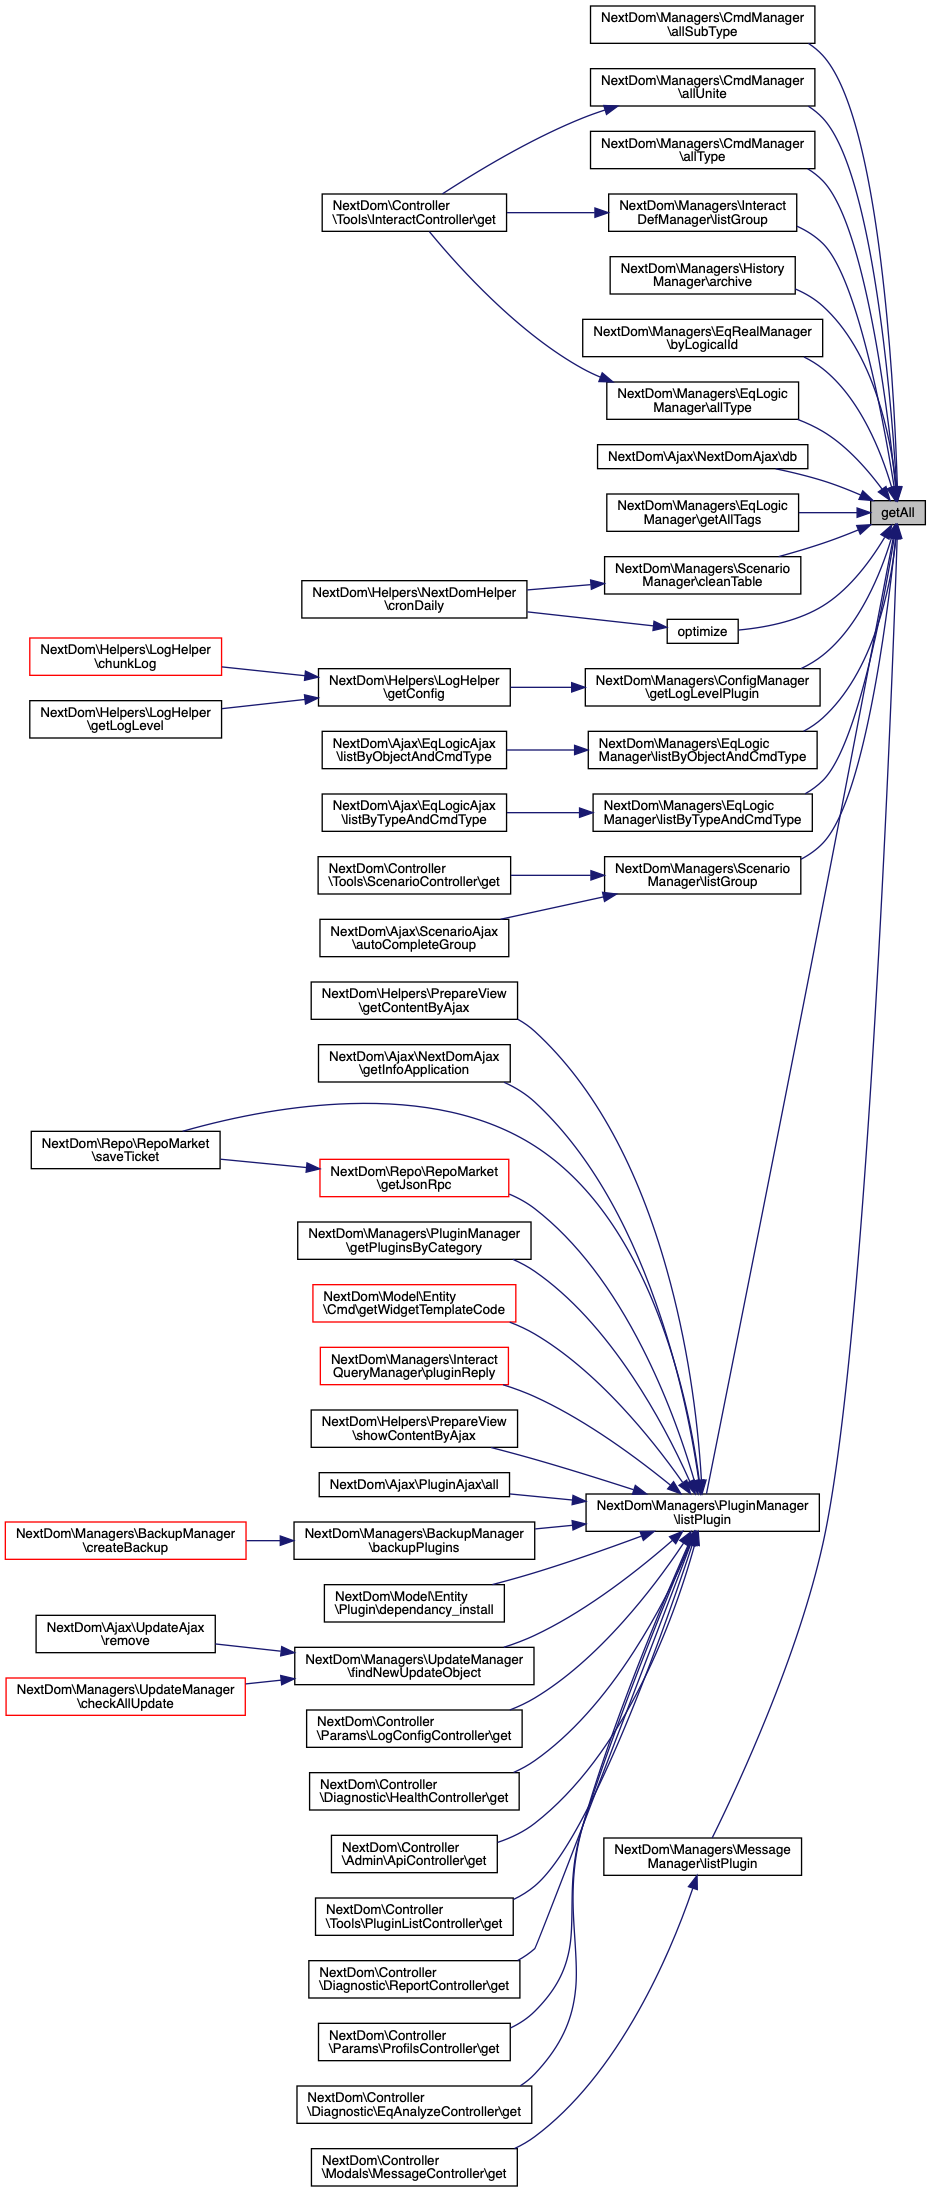 NextDom\Managers\CmdManager
\allSubType
NextDom\Managers\CmdManager
\allUnite
NextDom\Managers\CmdManager
\allType
NextDom\Controller
\Tools\InteractController\get
NextDom\Managers\Interact
DefManager\listGroup
NextDom\Managers\History
Manager\archive
NextDom\Managers\EqRealManager
\byLogicalId
NextDom\Managers\EqLogic
Manager\allType
NextDom\Ajax\NextDomAjax\db
NextDom\Managers\EqLogic
Manager\getAllTags
getAll
NextDom\Managers\Scenario
Manager\cleanTable
NextDom\Helpers\NextDomHelper
\cronDaily
optimize
NextDom\Helpers\LogHelper
\chunkLog
NextDom\Helpers\LogHelper
\getConfig
NextDom\Managers\ConfigManager
\getLogLevelPlugin
NextDom\Helpers\LogHelper
\getLogLevel
NextDom\Ajax\EqLogicAjax
\listByObjectAndCmdType
NextDom\Managers\EqLogic
Manager\listByObjectAndCmdType
NextDom\Ajax\EqLogicAjax
\listByTypeAndCmdType
NextDom\Managers\EqLogic
Manager\listByTypeAndCmdType
NextDom\Controller
\Tools\ScenarioController\get
NextDom\Managers\Scenario
Manager\listGroup
NextDom\Ajax\ScenarioAjax
\autoCompleteGroup
NextDom\Helpers\PrepareView
\getContentByAjax
NextDom\Ajax\NextDomAjax
\getInfoApplication
NextDom\Repo\RepoMarket
\saveTicket
NextDom\Repo\RepoMarket
\getJsonRpc
NextDom\Managers\PluginManager
\getPluginsByCategory
NextDom\Model\Entity
\Cmd\getWidgetTemplateCode
NextDom\Managers\Interact
QueryManager\pluginReply
NextDom\Helpers\PrepareView
\showContentByAjax
NextDom\Ajax\PluginAjax\all
NextDom\Managers\PluginManager
\listPlugin
NextDom\Managers\BackupManager
\createBackup
NextDom\Managers\BackupManager
\backupPlugins
NextDom\Model\Entity
\Plugin\dependancy_install
NextDom\Ajax\UpdateAjax
\remove
NextDom\Managers\UpdateManager
\findNewUpdateObject
NextDom\Managers\UpdateManager
\checkAllUpdate
NextDom\Controller
\Params\LogConfigController\get
NextDom\Controller
\Diagnostic\HealthController\get
NextDom\Controller
\Admin\ApiController\get
NextDom\Managers\Message
Manager\listPlugin
NextDom\Controller
\Tools\PluginListController\get
NextDom\Controller
\Diagnostic\ReportController\get
NextDom\Controller
\Params\ProfilsController\get
NextDom\Controller
\Diagnostic\EqAnalyzeController\get
NextDom\Controller
\Modals\MessageController\get